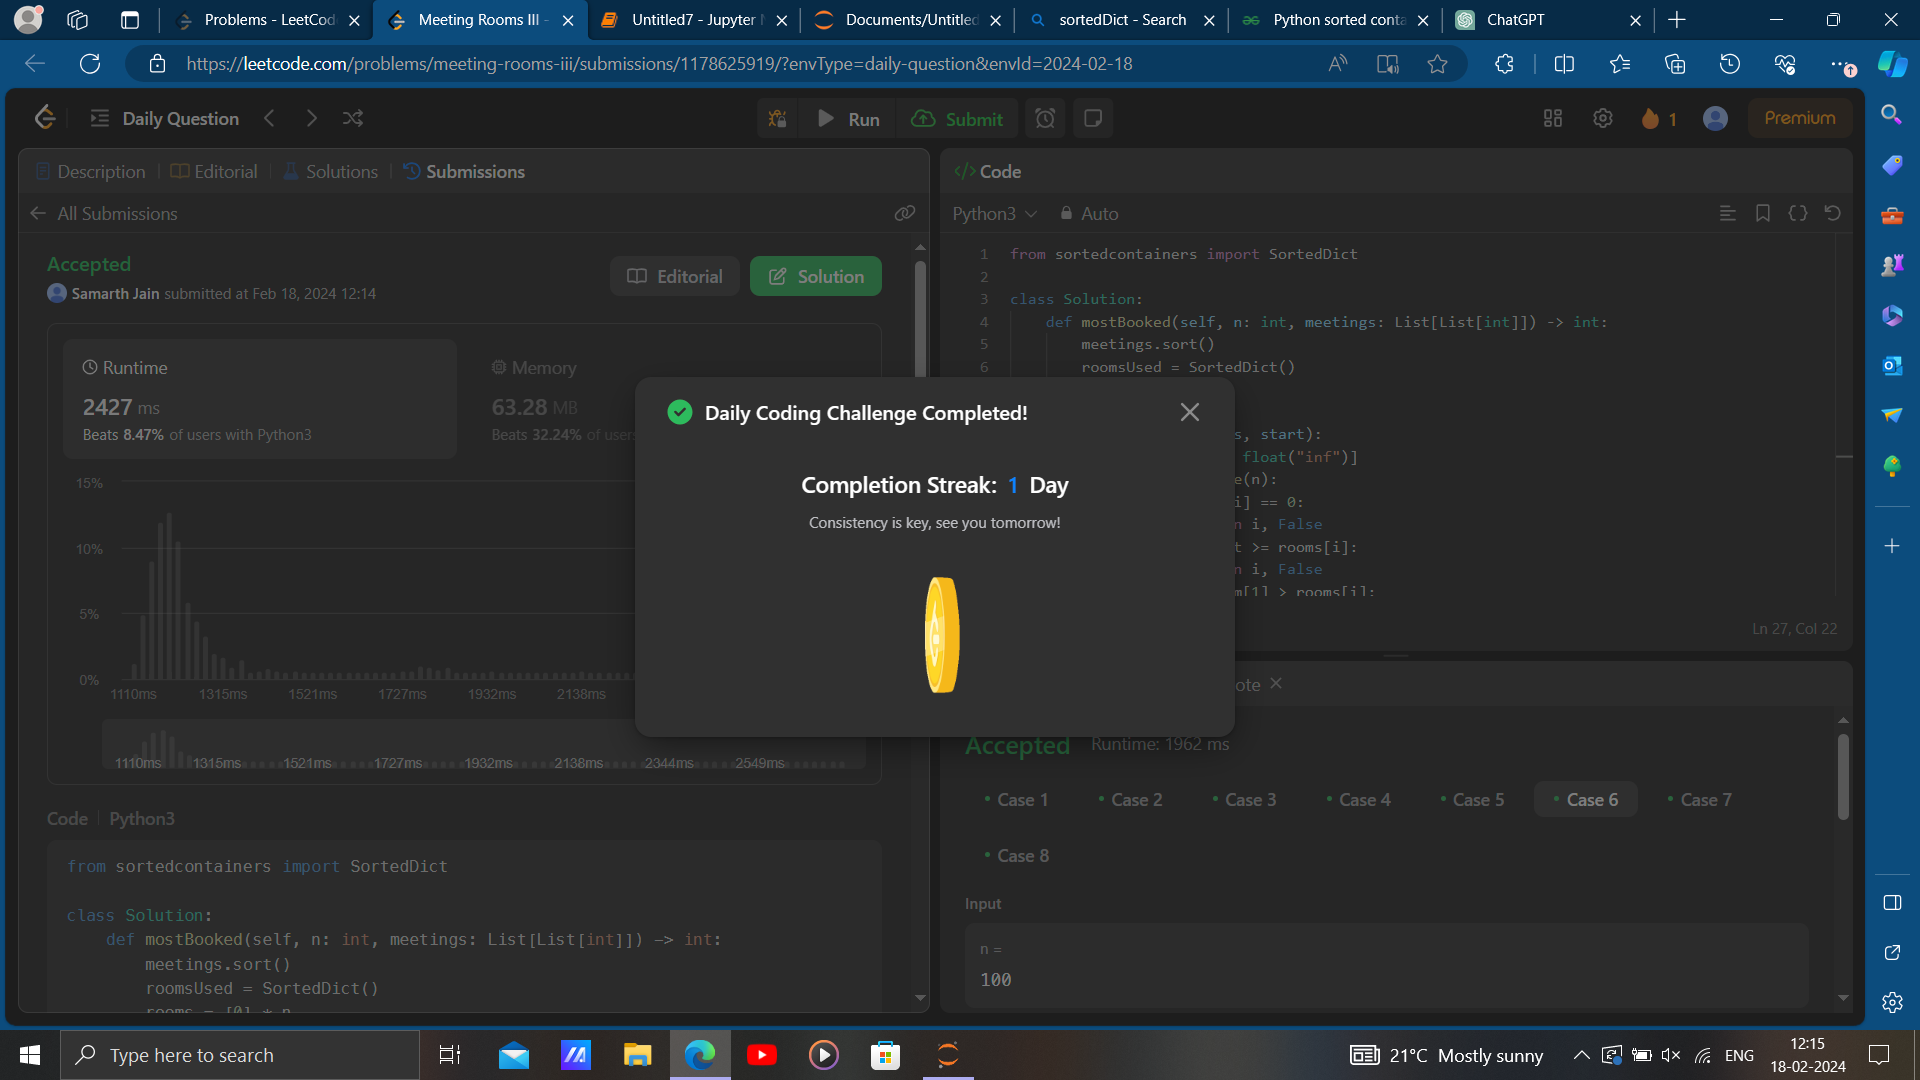 Problems - LeetCod
Meeting Rooms III -
Untitled7 - Jupyter N
Documents/Untitled
sortedDict - Search
Python sorted conta
ChatGPT
https://leetcode.com/problems/meeting-rooms-iii/submissions/1178625919/?envType=daily-question&envId=2024-02-18
Daily Question
Run
Submit
1
Premium
Description
Editorial
Solutions
Submissions
All Submissions
Accepted
Samarth Jain submitted at Feb 18, 2024 12:14
Editorial
Solution
Runtime
2427 ms
Beats 8.47% of users with Python3
Memory
63.28 MB
Beats 32.24% of users
15%
10%
5%
0%
1110ms 1315ms 1521ms 1727ms 1932ms 2138ms
1110ms 1315ms 1521ms 1727ms 1932ms 2138ms 2344ms 2549ms
Code | Python3
from sortedcontainers import SortedDict
class Solution:
def mostBooked(self, n: int, meetings: List[List[int]]) -> int:
meetings.sort()
roomsUsed = SortedDict()
rooms = [0] * n
</> Code
Python3
Auto
1 from sortedcontainers import SortedDict
2
3 class Solution:
4 def mostBooked(self, n: int, meetings: List[List[int]]) -> int:
5 meetings.sort()
6 roomsUsed = SortedDict()
s, start):
float("inf")]
e(n):
i] == 0:
n i, False
t >= rooms[i]:
n i, False
m[1] > rooms[i]:
Ln 27, Col 22
Daily Coding Challenge Completed!
Completion Streak: 1 Day
Consistency is key, see you tomorrow!
ote
Accepted
Runtime: 1962 ms
Case 1
Case 2
Case 3
Case 4
Case 5
Case 6
Case 7
Case 8
Input
n =
100
Type here to search
21°C Mostly sunny
ENG
12:15
18-02-2024